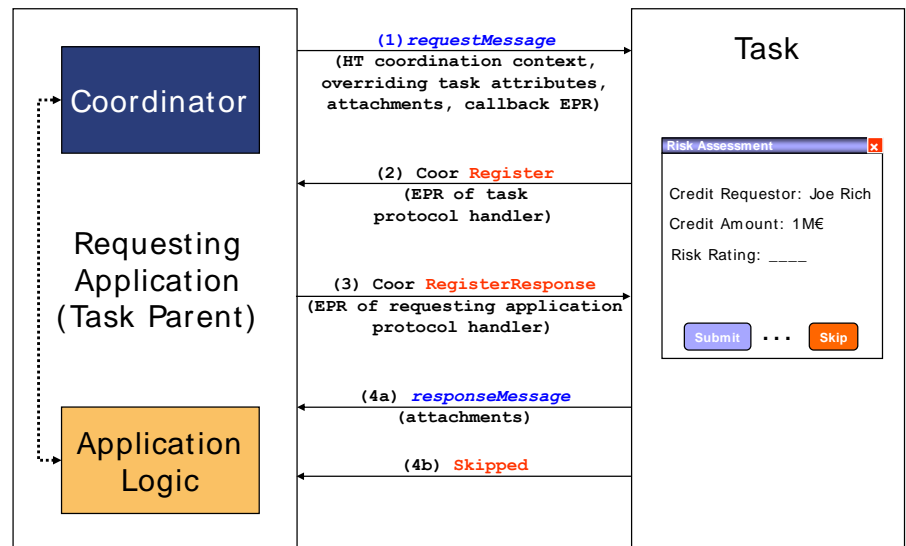 Coordinator
Requesting
Application
(Task Parent)
Application
Logic
(1) requestMessage
(HT coordination context,
overriding task attributes,
attachments, callback EPR)
(2) Coor Register
(EPR of task
protocol handler)
(3) Coor RegisterResponse
(EPR of requesting application
protocol handler)
(4a) responseMessage
(attachments)
(4b) Skipped
Task
Risk Assessment x
Credit Requestor: Joe Rich
Credit Amount: 1M€
Risk Rating: ____
Submit ... Skip